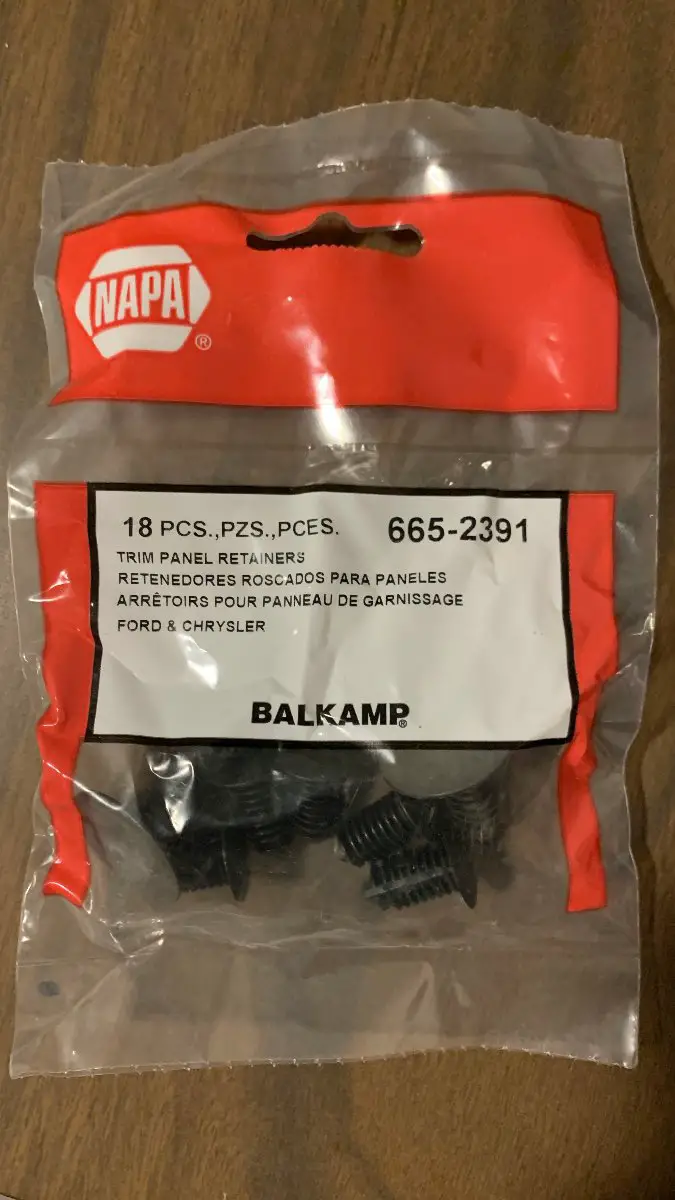 NAPA®
18 PCS.,PZS.,PCES. 665-2391
TRIM PANEL RETAINERS
RETENEDORES ROSCADOS PARA PANELES
ARRÊTOIRS POUR PANNEAU DE GARNISSAGE
FORD & CHRYSLER
BALKAMP®